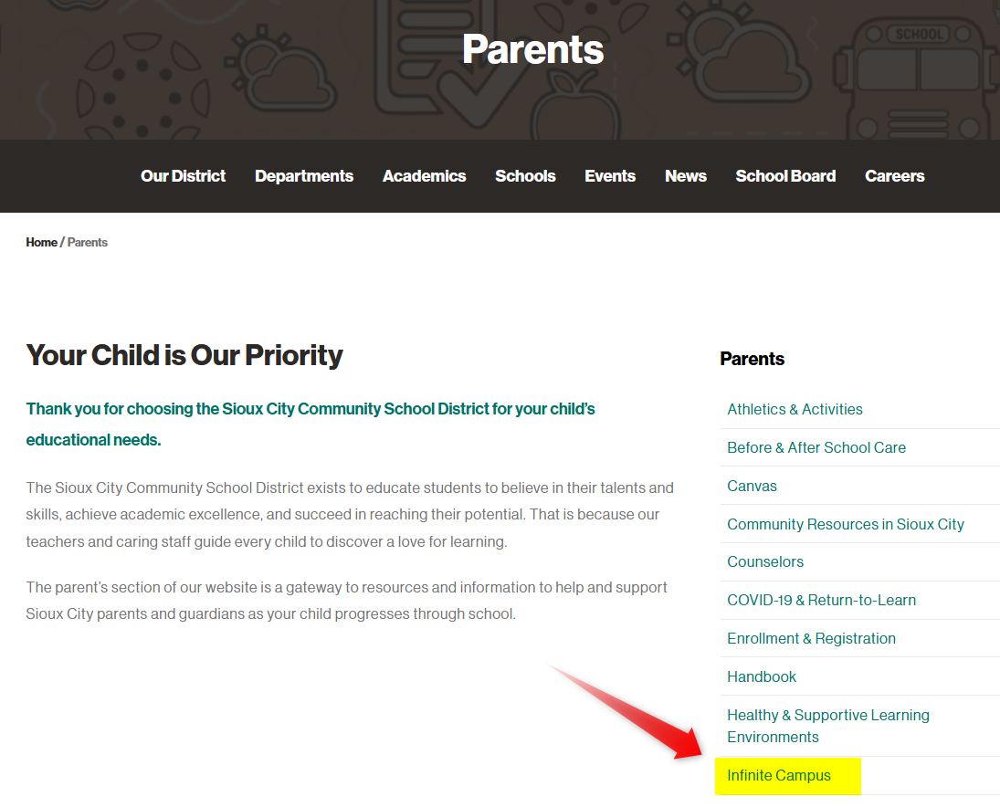 SCHOOL
Parents
Our District Departments Academics Schools Events News School Board Careers
Home / Parents
Your Child is Our Priority
Thank you for choosing the Sioux City Community School District for your child’s
educational needs.
The Sioux City Community School District exists to educate students to believe in their talents and
skills, achieve academic excellence, and succeed in reaching their potential. That is because our
teachers and caring staff guide every child to discover a love for learning.
The parent’s section of our website is a gateway to resources and information to help and support
Sioux City parents and guardians as your child progresses through school.
Parents
Athletics & Activities
Before & After School Care
Canvas
Community Resources in Sioux City
Counselors
COVID-19 & Return-to-Learn
Enrollment & Registration
Handbook
Healthy & Supportive Learning
Environments
Infinite Campus